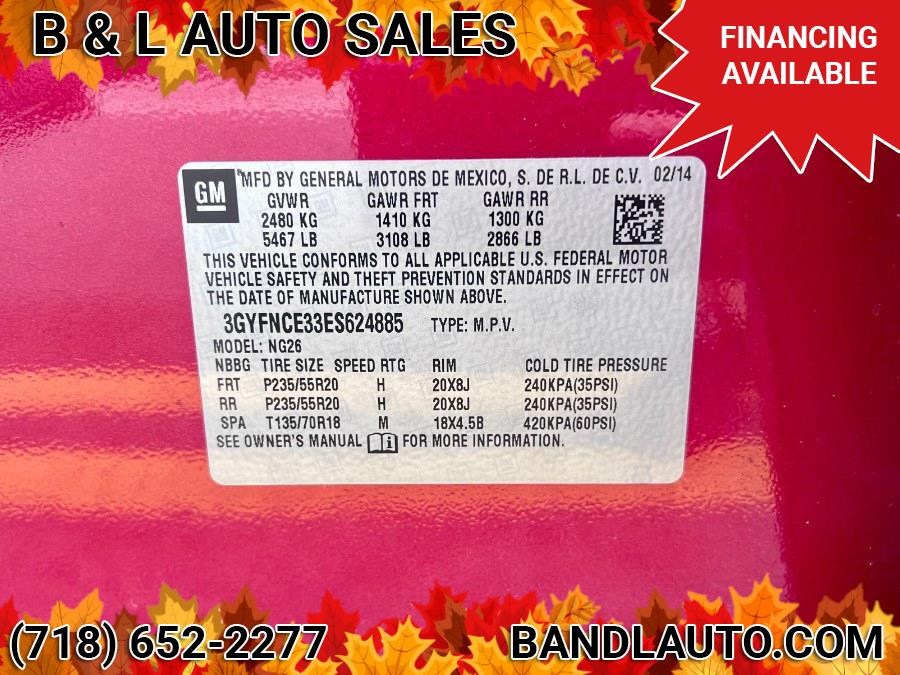 B & L AUTO SALES
FINANCING
AVAILABLE
GM
MFD BY GENERAL MOTORS DE MEXICO, S. DE R.L. DE C.V. 02/14
GVWR GAWR FRT GAWR RR
2480 KG 1410 KG 1300 KG
5467 LB 3108 LB 2866 LB
THIS VEHICLE CONFORMS TO ALL APPLICABLE U.S. FEDERAL MOTOR
VEHICLE SAFETY AND THEFT PREVENTION STANDARDS IN EFFECT ON
THE DATE OF MANUFACTURE SHOWN ABOVE.
3GYFNCE33ES624885 TYPE: M.P.V.
MODEL: NG26
NBBG TIRE SIZE SPEED RTG RIM COLD TIRE PRESSURE
FRT P235/55R20 H 20X8J 240KPA(35PSI)
RR P235/55R20 H 20X8J 240KPA(35PSI)
SPA T135/70R18 M 18X4.5B 420KPA(60PSI)
SEE OWNER'S MANUAL FOR MORE INFORMATION.
(718) 652-2277
BANDLAUTO.COM